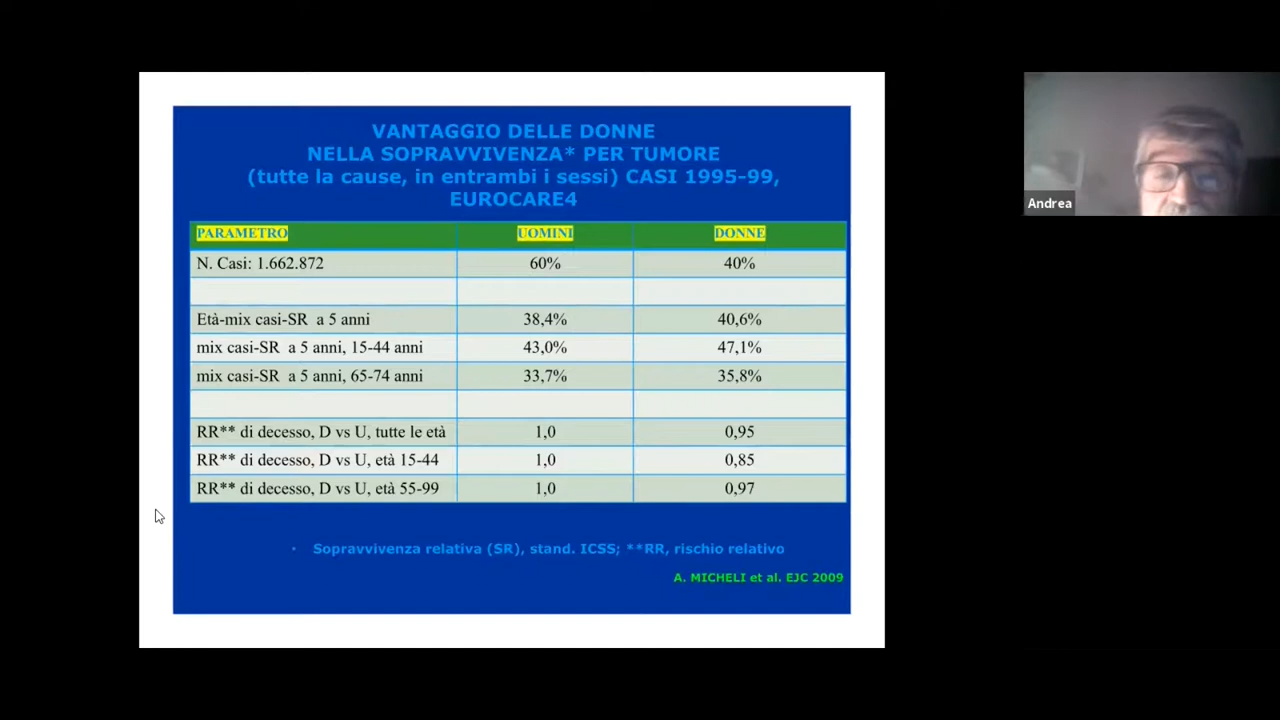 VANTAGGIO DELLE DONNE
NELLA SOPRAVVIVENZA* PER TUMORE
(tutte la cause, in entrambi i sessi) CASI 1995-99,
EUROCARE4
PARAMETRO UOMINI DONNE
N. Casi: 1.662.872 60% 40%
Età-mix casi-SR a 5 anni 38,4% 40,6%
mix casi-SR a 5 anni, 15-44 anni 43,0% 47,1%
mix casi-SR a 5 anni, 65-74 anni 33,7% 35,8%
RR** di decesso, D vs U, tutte le età 1,0 0,95
RR** di decesso, D vs U, età 15-44 1,0 0,85
RR** di decesso, D vs U, età 55-99 1,0 0,97
• Sopravvivenza relativa (SR), stand. ICSS; **RR, rischio relativo
A. MICHELI et al. EJC 2009
Andrea